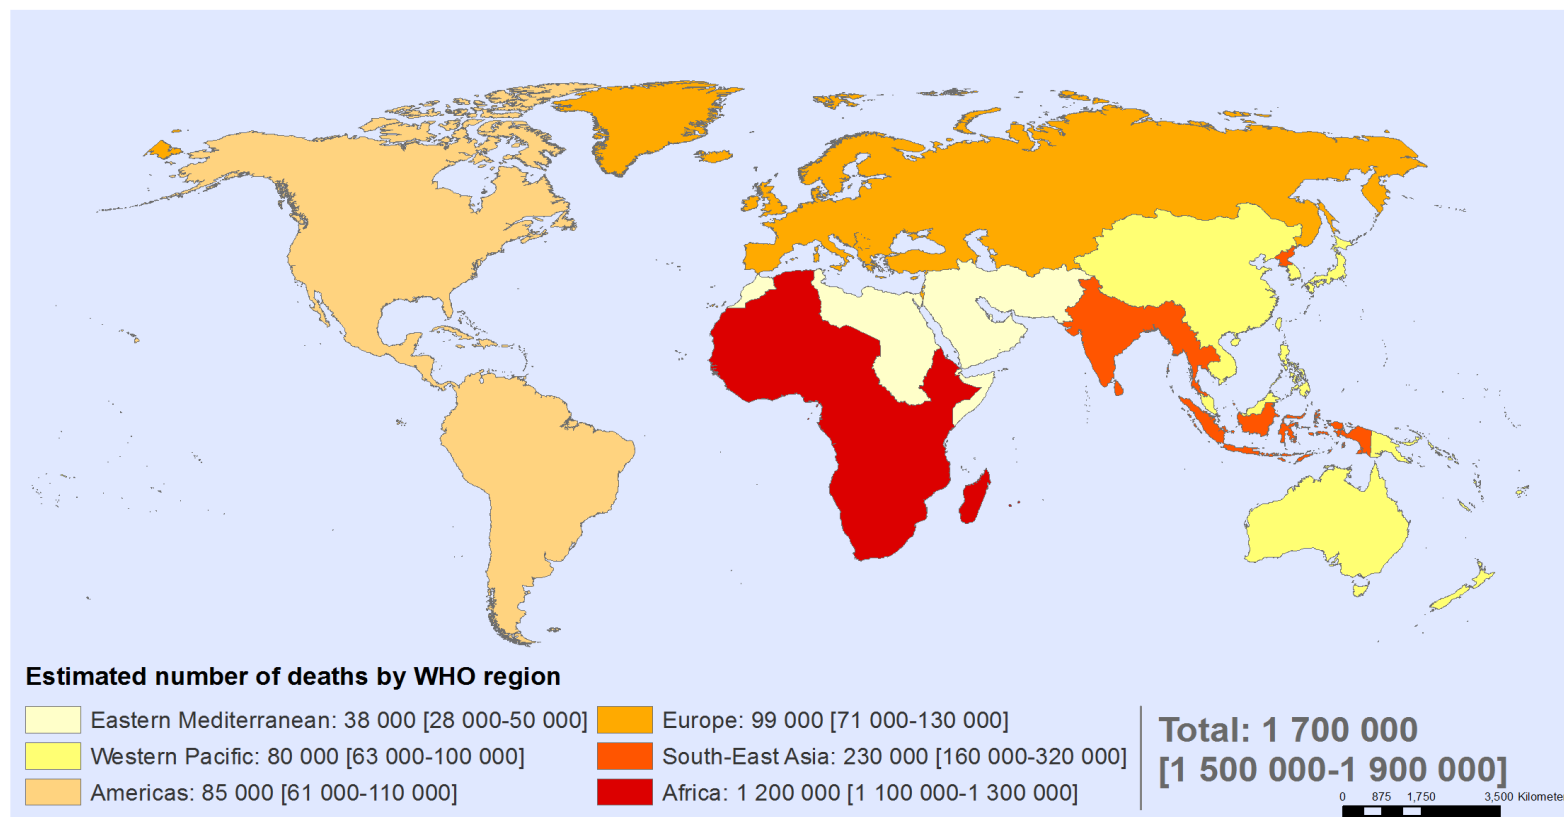 Estimated number of deaths by WHO region
Eastern Mediterranean: 38 000 [28 000-50 000]
Western Pacific: 80 000 [63 000-100 000]
Americas: 85 000 [61 000-110 000]
Europe: 99 000 [71 000-130 000]
South-East Asia: 230 000 [160 000-320 000]
Africa: 1 200 000 [1 100 000-1 300 000]
Total: 1 700 000
[1 500 000-1 900 000]
0 875 1,750 3,500 Kilomete